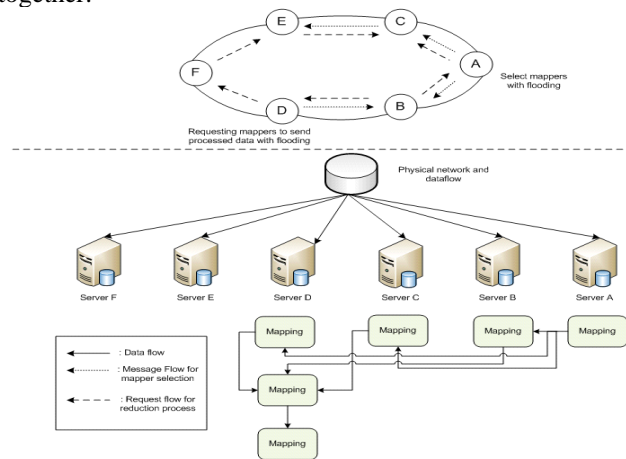 together.
E
C
F
A
D
B
Select mappers
with flooding
Requesting mappers to send
processed data with flooding
Physical network and
dataflow
Server F
Server E
Server D
Server C
Server B
Server A
Mapping
Mapping
Mapping
Mapping
: Data flow
: Message Flow for
mapper selection
: Request flow for
reduction process
Mapping
Mapping